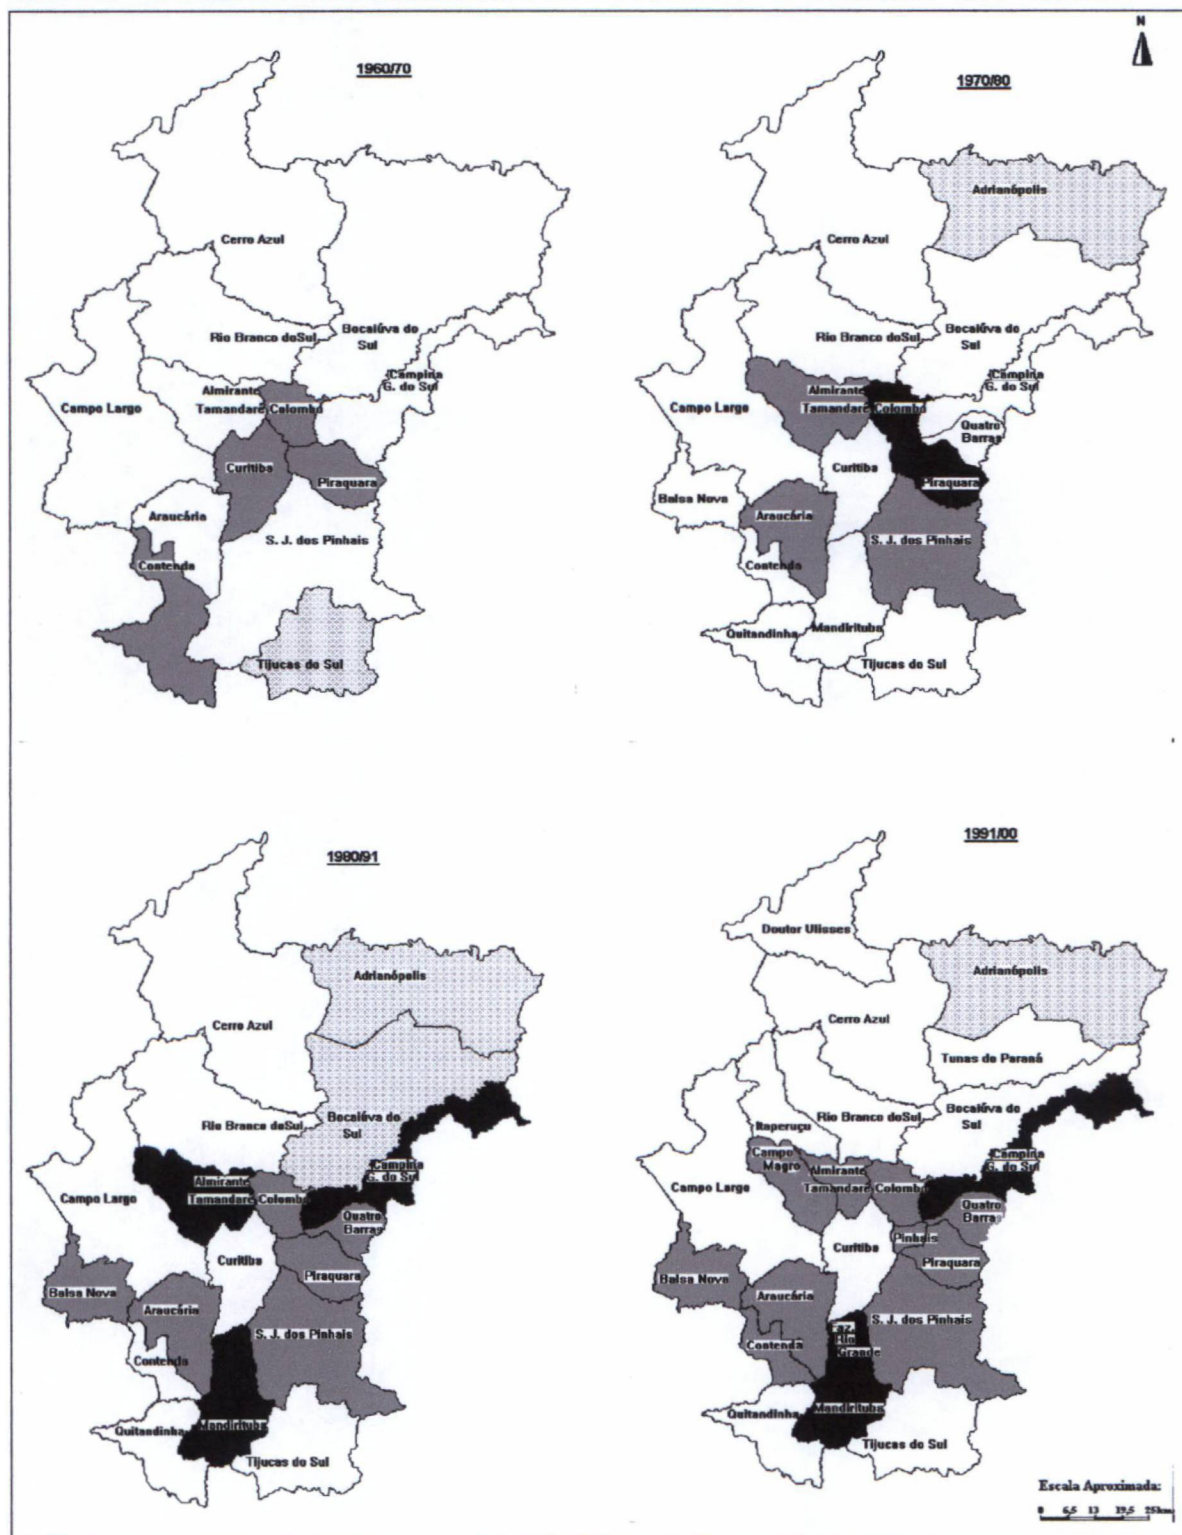 N
1960/70
Cerro Azul
Rio Branco doSul
Bocaiúva do
Sul
Campina
G. do Sul
Almirante
Tamandaré
Colombo
Campo Largo
Curitiba
Piraquara
Araucária
S. J. dos Pinhais
Contenda
Tijucas do Sul
1970/80
Adrianópolis
Cerro Azul
Rio Branco doSul
Bocaiúva do
Sul
Campina
G. do Sul
Almirante
Tamandaré
Colombo
Campo Largo
Quatro
Barras
Curitiba
Piraquara
Balsa Nova
Araucária
S. J. dos Pinhais
Contenda
Quitandinha
Mandirituba
Tijucas do Sul
1980/91
Adrianópolis
Cerro Azul
Rio Branco doSul
Bocaiúva do
Sul
Campina
G. do Sul
Almirante
Tamandaré
Colombo
Campo Largo
Quatro
Barras
Curitiba
Piraquara
Balsa Nova
Araucária
S. J. dos Pinhais
Contenda
Quitandinha
Mandirituba
Tijucas do Sul
1991/00
Doutor Ulisses
Adrianópolis
Cerro Azul
Tunas do Paraná
Rio Branco doSul
Bocaiúva do
Sul
Itaperuçu
Campina
G. do Sul
Campo
Magro
Almirante
Tamandaré
Colombo
Campo Largo
Quatro
Barras
Pinhais
Curitiba
Piraquara
Balsa Nova
Araucária
S. J. dos Pinhais
Faz.
Rio
Grande
Contenda
Quitandinha
Mandirituba
Tijucas do Sul
Escala Aproximada:
0 6,5 13 19,5 25km